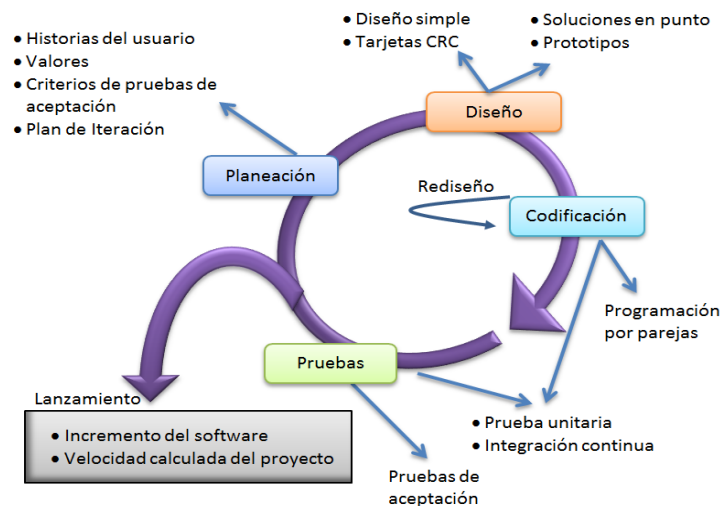 • Diseño simple
• Tarjetas CRC
• Soluciones en punto
• Prototipos
• Historias del usuario
• Valores
• Criterios de pruebas de
aceptación
• Plan de Iteración
Diseño
Planeación
Rediseño
Codificación
Programación
por parejas
Pruebas
Lanzamiento
• Incremento del software
• Velocidad calculada del proyecto
• Prueba unitaria
• Integración continua
Pruebas de
aceptación